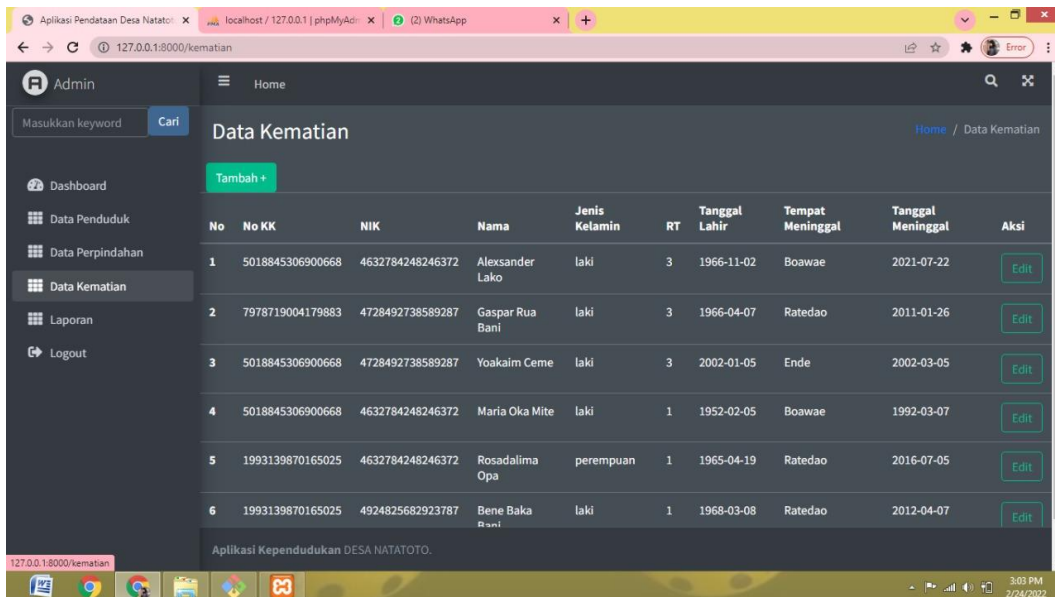 Aplikasi Pendataan Desa Natatot
localhost / 127.0.0.1 | phpMyAdm
(2) WhatsApp
127.0.0.1:8000/kematian
Error
Admin
Home
Masukkan keyword
Cari
Data Kematian
Home / Data Kematian
Tambah +
Dashboard
Data Penduduk
Data Perpindahan
Data Kematian
Laporan
Logout
No No KK NIK Nama Jenis Kelamin RT Tanggal Lahir Tempat Meninggal Tanggal Meninggal Aksi
1 5018845306900668 4632784248246372 Alexsander Lako laki 3 1966-11-02 Boawae 2021-07-22 Edit
2 7978719004179883 4728492738589287 Gaspar Rua Bani laki 3 1966-04-07 Ratedao 2011-01-26 Edit
3 5018845306900668 4728492738589287 Yoakaim Ceme laki 3 2002-01-05 Ende 2002-03-05 Edit
4 5018845306900668 4632784248246372 Maria Oka Mite laki 1 1952-02-05 Boawae 1992-03-07 Edit
5 1993139870165025 4632784248246372 Rosadalima Opa perempuan 1 1965-04-19 Ratedao 2016-07-05 Edit
6 1993139870165025 4924825682923787 Bene Baka Bani laki 1 1968-03-08 Ratedao 2012-04-07 Edit
Aplikasi Kependudukan DESA NATATOTO.
127.0.0.1:8000/kematian
3:03 PM
2/24/2022